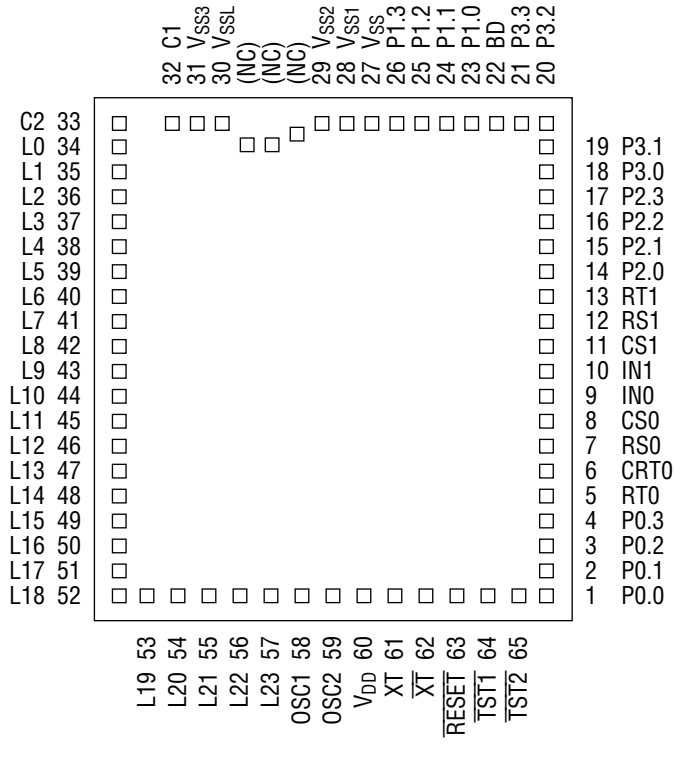 32 C1
31 VSS3
30 VSSL
(NC)
(NC)
(NC)
29 VSS2
28 VSS1
27 VSS
26 P1.3
25 P1.2
24 P1.1
23 P1.0
22 BD
21 P3.3
20 P3.2
C2 33
L0 34
L1 35
L2 36
L3 37
L4 38
L5 39
L6 40
L7 41
L8 42
L9 43
L10 44
L11 45
L12 46
L13 47
L14 48
L15 49
L16 50
L17 51
L18 52
19 P3.1
18 P3.0
17 P2.3
16 P2.2
15 P2.1
14 P2.0
13 RT1
12 RS1
11 CS1
10 IN1
9 IN0
8 CS0
7 RS0
6 CRT0
5 RT0
4 P0.3
3 P0.2
2 P0.1
1 P0.0
L19 53
L20 54
L21 55
L22 56
L23 57
OSC1 58
OSC2 59
VDD 60
XT 61
X̅T̅ 62
R̅E̅S̅E̅T̅ 63
T̅S̅T̅1̅ 64
T̅S̅T̅2̅ 65